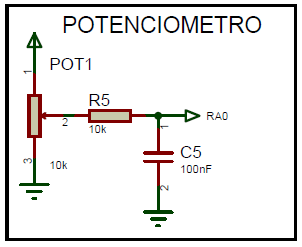 POTENCIOMETRO
1
POT1
R5
2
10k
RA0
1
C5
100nF
3
10k
2